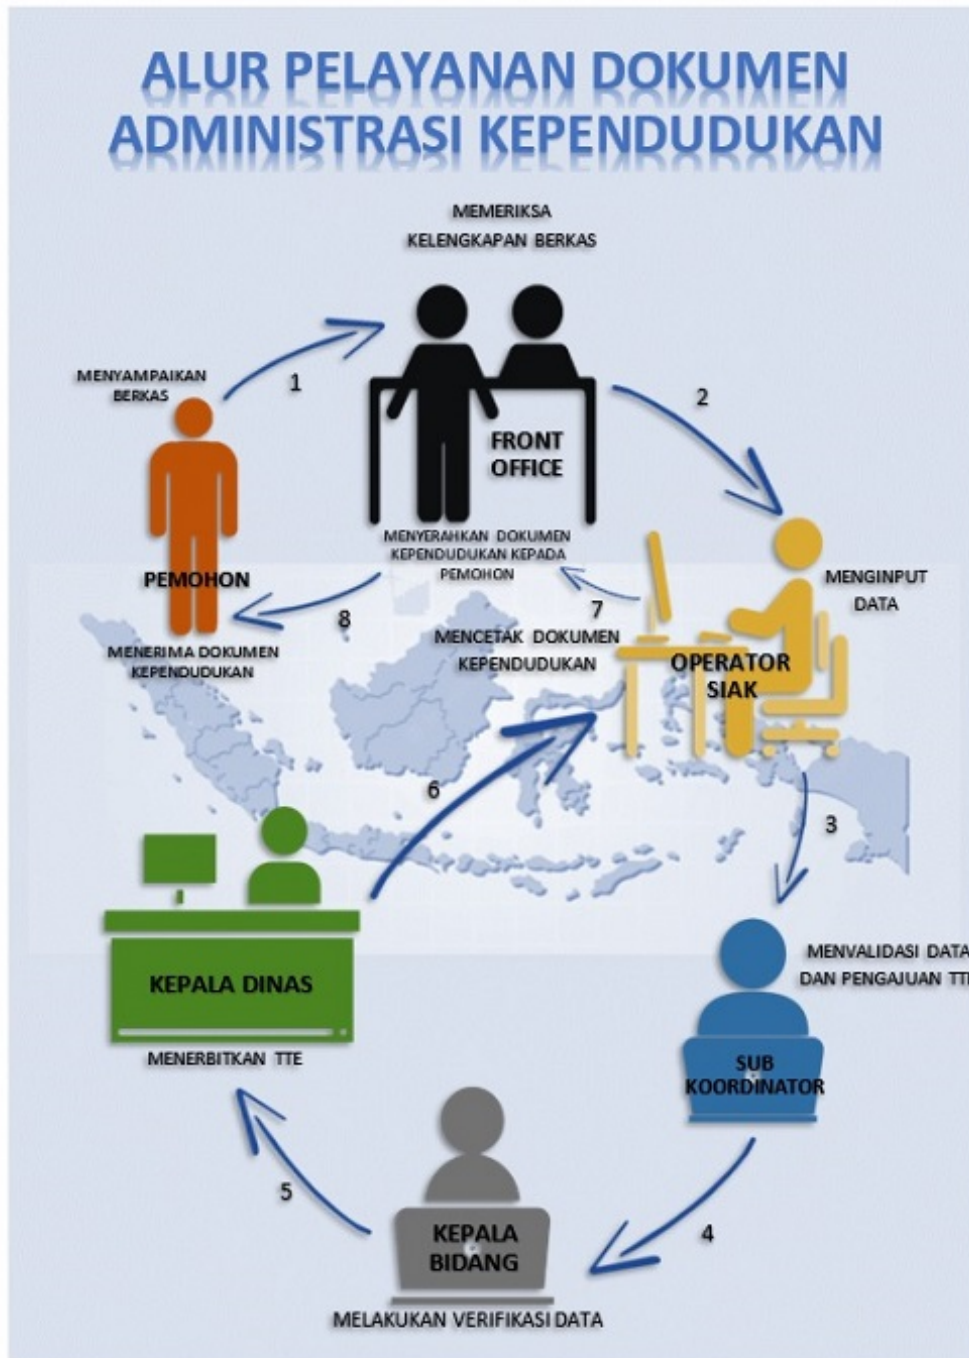 ALUR PELAYANAN DOKUMEN
ADMINISTRASI KEPENDUDUKAN
MEMERIKSA
KELENGKAPAN BERKAS
1
MENYAMPAIKAN
BERKAS
2
FRONT
OFFICE
MENYERAHKAN DOKUMEN
KEPENDUDUKAN KEPADA
PEMOHON
PEMOHON
8
7
MENGINPUT
DATA
MENERIMA DOKUMEN
KEPENDUDUKAN
MENCETAK DOKUMEN
KEPENDUDUKAN
OPERATOR
SIAK
6
3
KEPALA DINAS
MENERBITKAN TTE
MENVALIDASI DATA
DAN PENGAJUAN TTE
SUB
KOORDINATOR
5
4
KEPALA
BIDANG
MELAKUKAN VERIFIKASI DATA